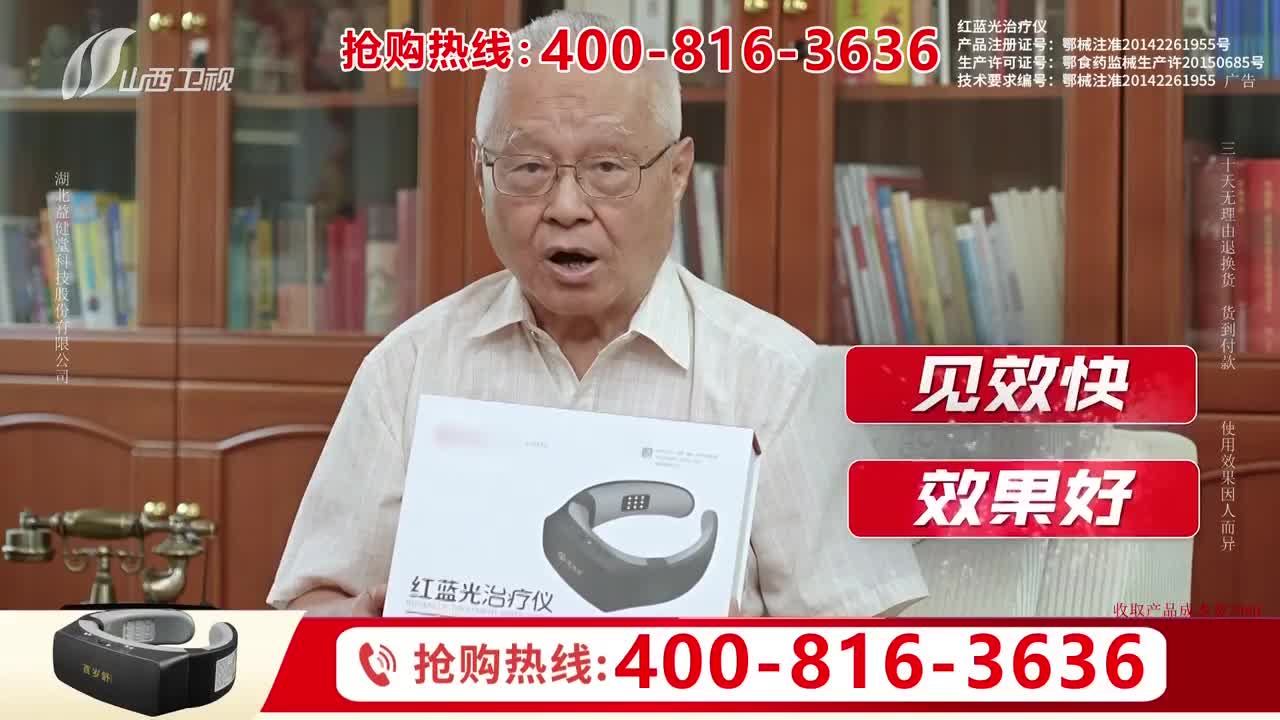 山西卫视
抢购热线：400-816-3636
红蓝光治疗仪
产品注册证号：鄂械注准20142261955号
生产许可证号：鄂食药监械生产许20150685号
技术要求编号：鄂械注准20142261955 广告
湖北益健堂科技股份有限公司
三十天无理由退换货 货到付款 使用效果因人而异
见效快
效果好
红蓝光治疗仪
收取产品成本费
百岁舒
抢购热线:400-816-3636